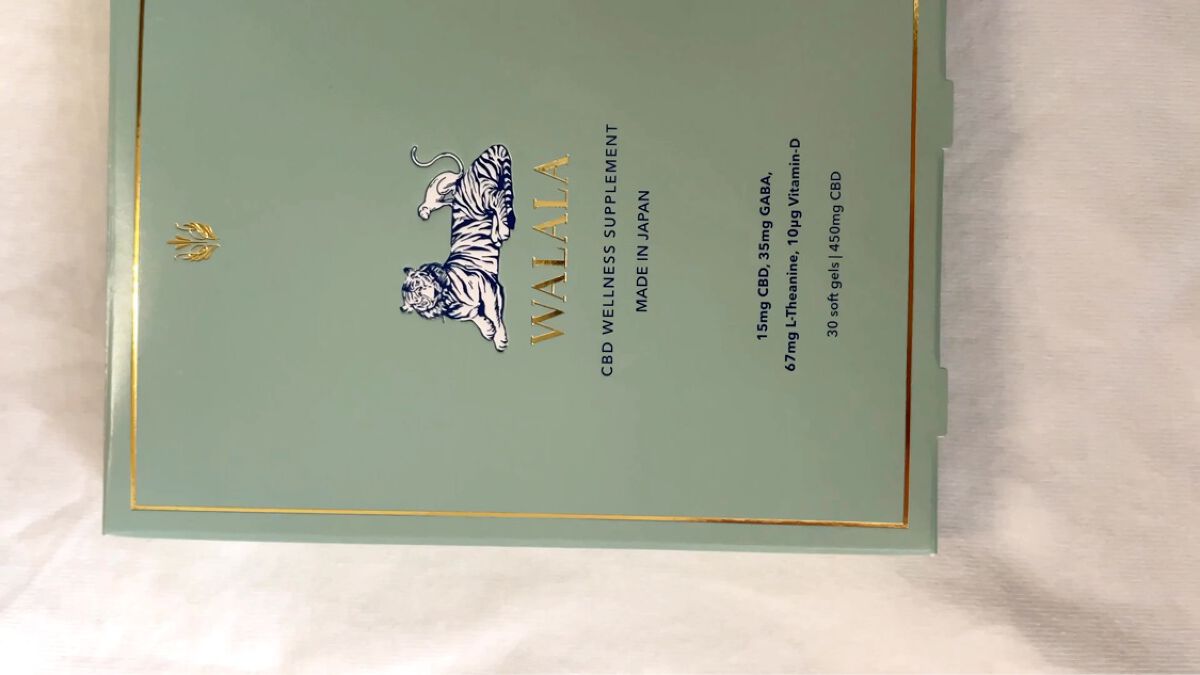 WALALA
CBD WELLNESS SUPPLEMENT
MADE IN JAPAN
15mg CBD, 35mg GABA,
67mg L-Theanine, 10µg Vitamin-D
30 soft gels | 450mg CBD